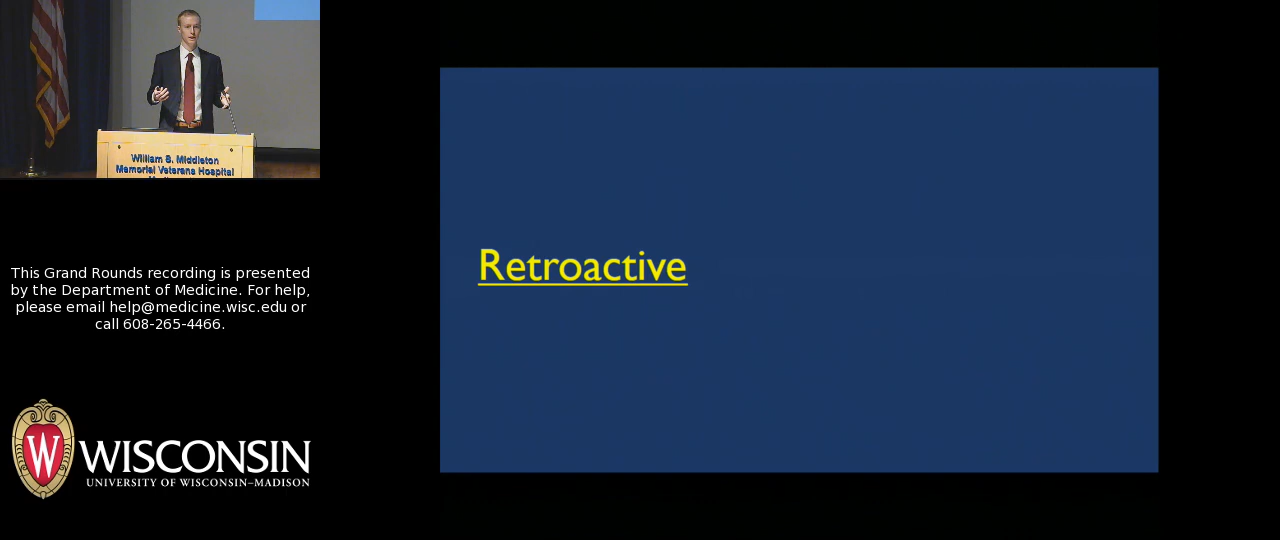 William S. Middleton
Memorial Veterans Hospital
This Grand Rounds recording is presented
by the Department of Medicine. For help,
please email help@medicine.wisc.edu or
call 608-265-4466.
W
WISCONSIN
UNIVERSITY OF WISCONSIN–MADISON
Retroactive